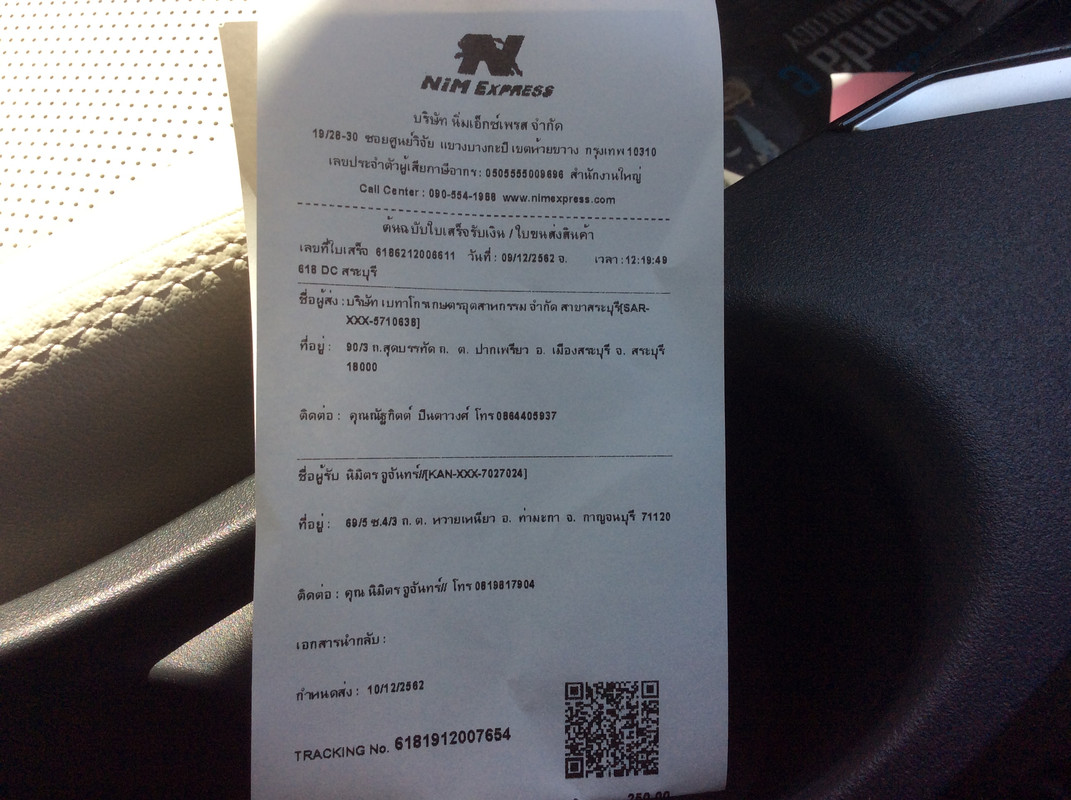 NiM EXPRESS
บริษัท นิ่มเอ็กซ์เพรส จำกัด
19/28-30 ซอยศูนย์วิจัย แขวงบางกะปิ เขตห้วยขวาง กรุงเทพ 10310
เลขประจำตัวผู้เสียภาษีอากร : 0505555009696 สำนักงานใหญ่
Call Center : 090-554-1988 www.nimexpress.com
ต้นฉบับใบเสร็จรับเงิน / ใบขนส่งสินค้า
เลขที่ใบเสร็จ 6186212006611 วันที่ : 09/12/2562 จ. เวลา : 12:19:49
618 DC สระบุรี
ชื่อผู้ส่ง : บริษัท เบทาโกรเกษตรอุตสาหกรรม จำกัด สาขาสระบุรี[SAR-
XXX-5710638]
ที่อยู่ : 90/3 ถ.สุดบรรทัด ถ. ต. ปากเพรียว อ. เมืองสระบุรี จ. สระบุรี
18000
ติดต่อ : คุณณัฐกิตต์ ปินตาวงศ์ โทร 0864405937
ชื่อผู้รับ นิมิตร อูจันทร์//[KAN-XXX-7027024]
ที่อยู่ : 69/5 ซ.4/3 ถ. ต. หวายเหนียว อ. ท่ามะกา จ. กาญจนบุรี 71120
ติดต่อ : คุณ นิมิตร อูจันทร์// โทร 0819817904
เอกสารนำกลับ :
กำหนดส่ง : 10/12/2562
TRACKING No. 6181912007654
250.00
Honda